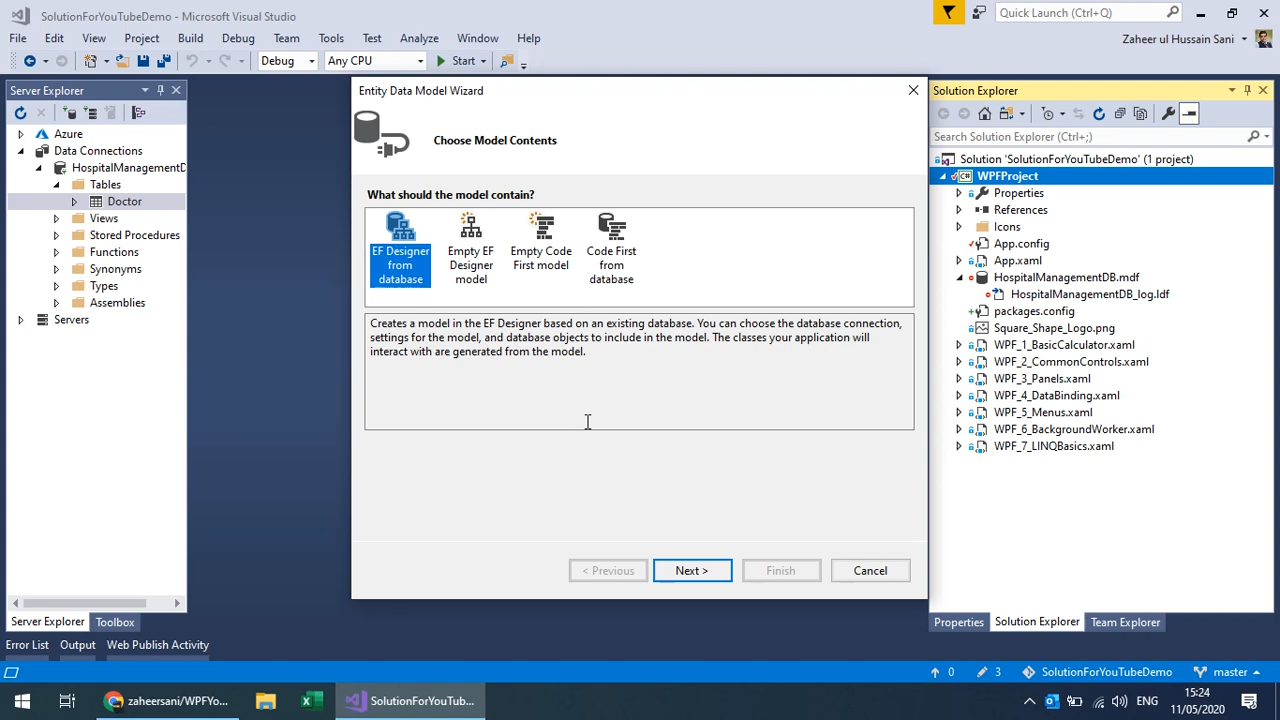 SolutionForYouTubeDemo - Microsoft Visual Studio
Quick Launch (Ctrl+Q)
File Edit View Project Build Debug Team Tools Test Analyze Window Help
Zaheer ul Hussain Sani
Debug Any CPU Start
Server Explorer
Azure
Data Connections
HospitalManagementD
Tables
Doctor
Views
Stored Procedures
Functions
Synonyms
Types
Assemblies
Servers
Server Explorer Toolbox
Entity Data Model Wizard
Choose Model Contents
What should the model contain?
EF Designer from database
Empty EF Designer model
Empty Code First model
Code First from database
Creates a model in the EF Designer based on an existing database. You can choose the database connection,
settings for the model, and database objects to include in the model. The classes your application will
interact with are generated from the model.
< Previous Next > Finish Cancel
Solution Explorer
Search Solution Explorer (Ctrl+;)
Solution 'SolutionForYouTubeDemo' (1 project)
C# WPFProject
Properties
References
Icons
App.config
App.xaml
HospitalManagementDB.mdf
HospitalManagementDB_log.ldf
packages.config
Square_Shape_Logo.png
WPF_1_BasicCalculator.xaml
WPF_2_CommonControls.xaml
WPF_3_Panels.xaml
WPF_4_DataBinding.xaml
WPF_5_Menus.xaml
WPF_6_BackgroundWorker.xaml
WPF_7_LINQBasics.xaml
Properties Solution Explorer Team Explorer
Error List Output Web Publish Activity
0 3 SolutionForYouTubeDemo master
zaheersani/WPFYo...
SolutionForYouTub...
ENG
15:24
11/05/2020